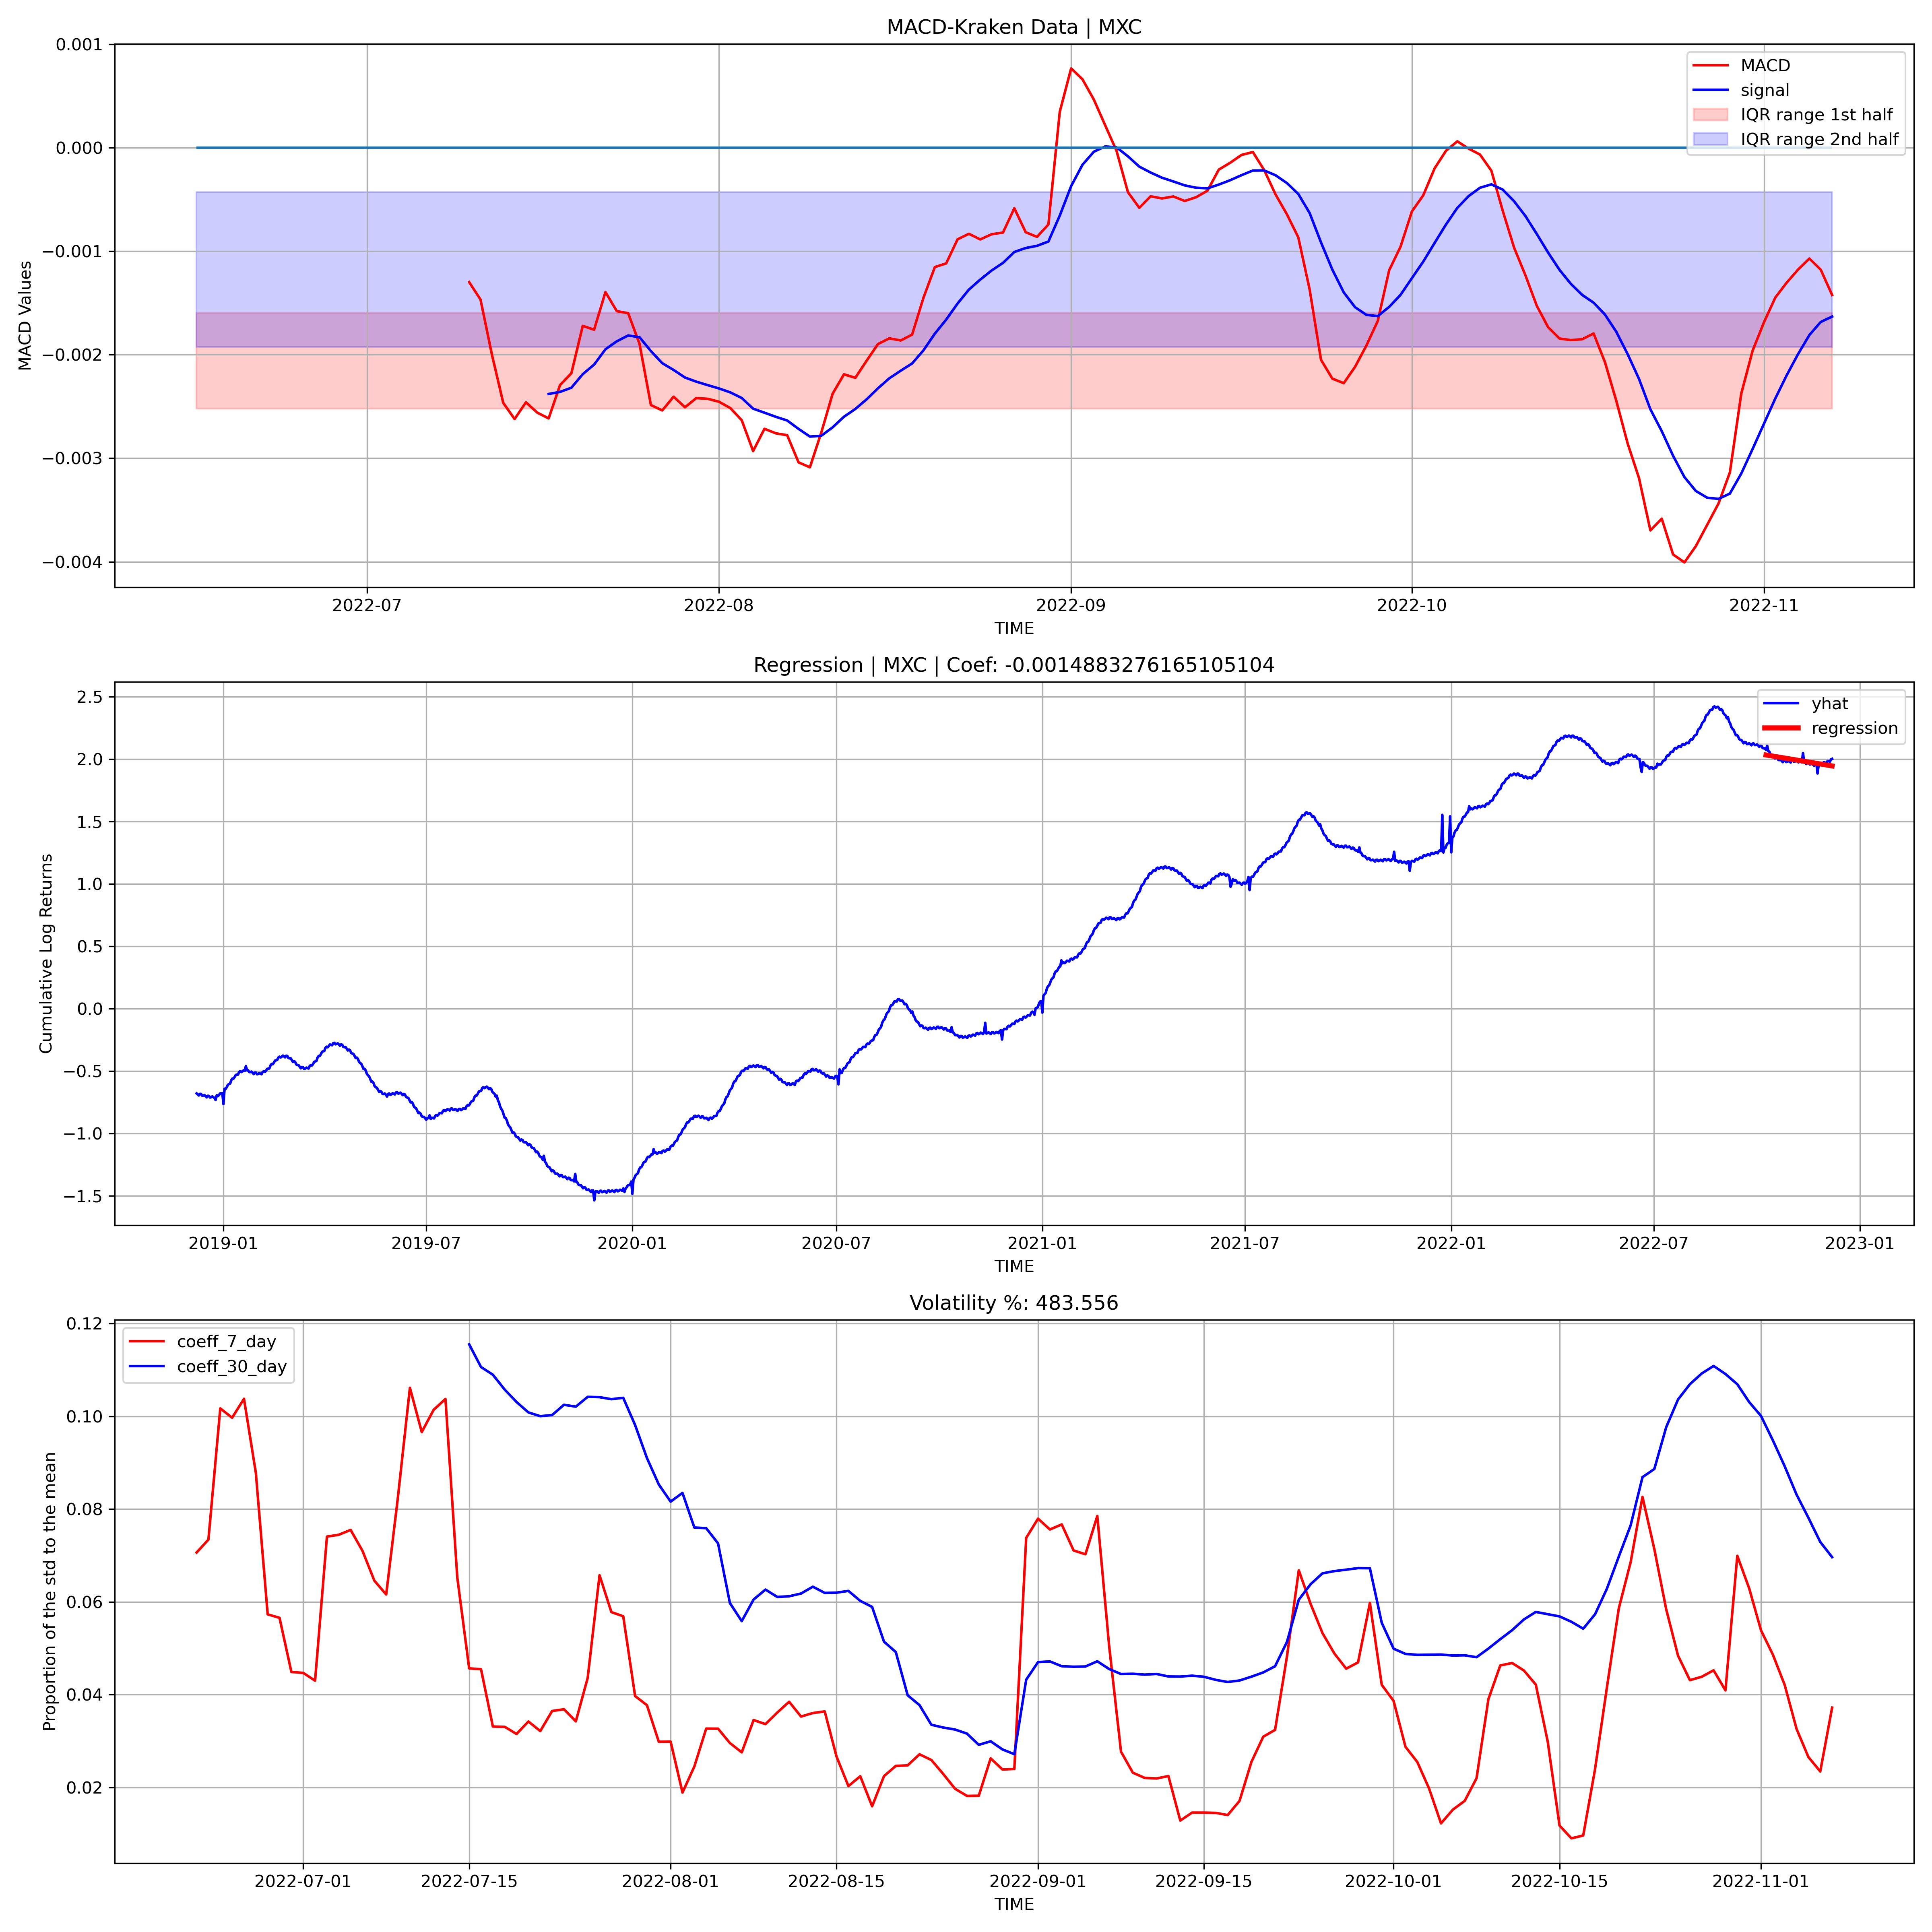 MACD-Kraken Data | MXC
0.001
0.000
−0.001
−0.002
−0.003
−0.004
MACD Values
MACD
signal
IQR range 1st half
IQR range 2nd half
2022-07
2022-08
2022-09
2022-10
2022-11
TIME
Regression | MXC | Coef: -0.0014883276165105104
2.5
2.0
1.5
1.0
0.5
0.0
−0.5
−1.0
−1.5
Cumulative Log Returns
yhat
regression
2019-01
2019-07
2020-01
2020-07
2021-01
2021-07
2022-01
2022-07
2023-01
TIME
Volatility %: 483.556
0.12
0.10
0.08
0.06
0.04
0.02
Proportion of the std to the mean
coeff_7_day
coeff_30_day
2022-07-01
2022-07-15
2022-08-01
2022-08-15
2022-09-01
2022-09-15
2022-10-01
2022-10-15
2022-11-01
TIME